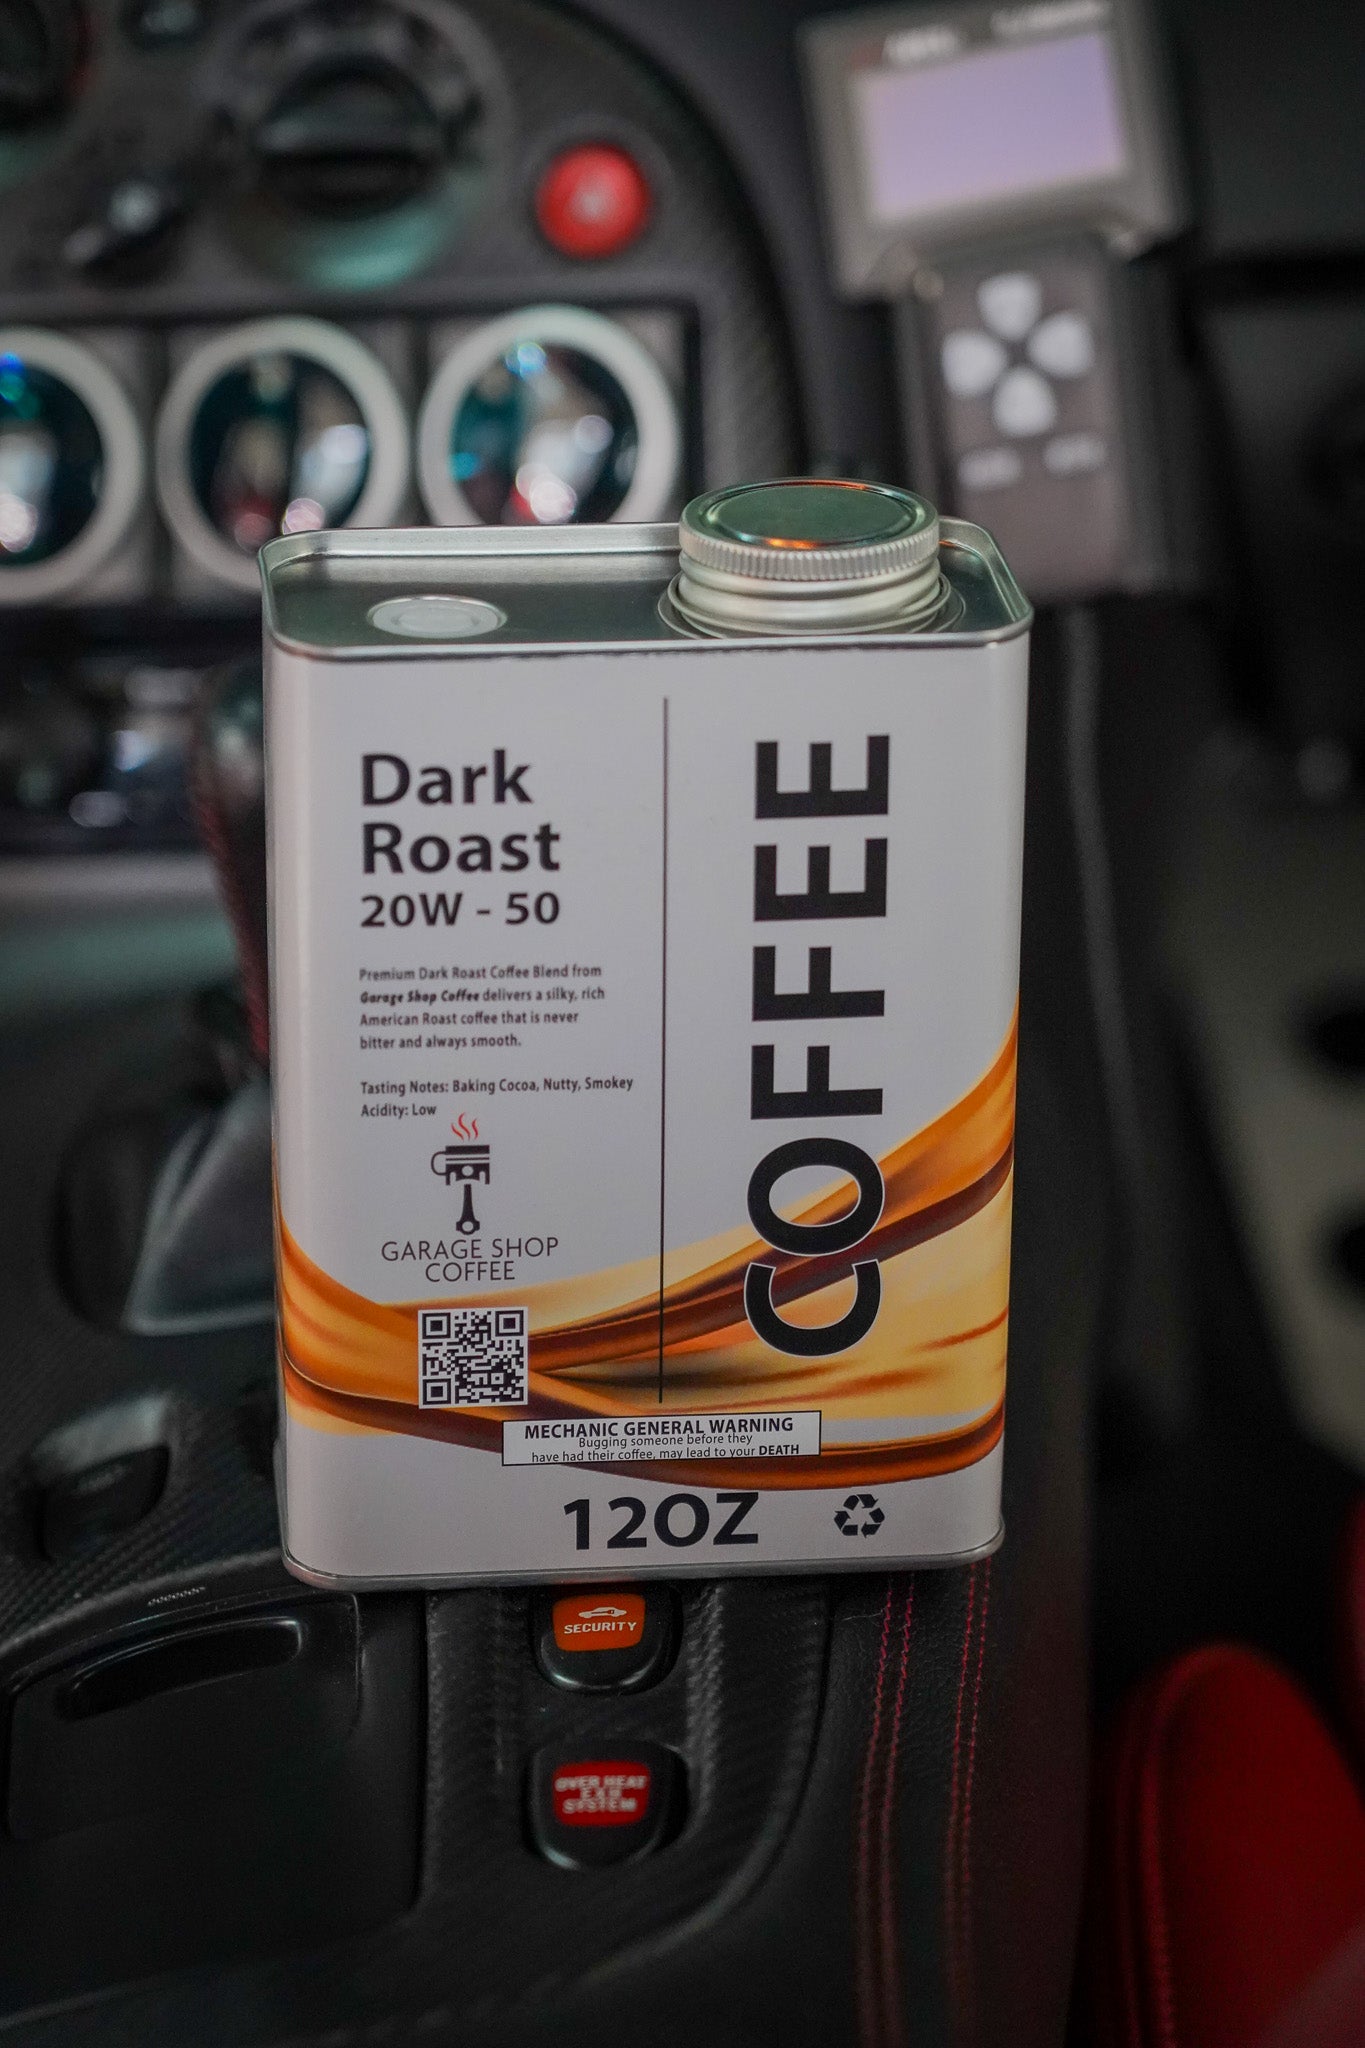 Dark
Roast
20W - 50
Premium Dark Roast Coffee Blend from
Garage Shop Coffee delivers a silky, rich
American Roast coffee that is never
bitter and always smooth.
Tasting Notes: Baking Cocoa, Nutty, Smokey
Acidity: Low
GARAGE SHOP
COFFEE
COFFEE
MECHANIC GENERAL WARNING
Bugging someone before they
have had their coffee, may lead to your DEATH
12OZ
SECURITY
OVER HEAT
EXH
SYSTEM